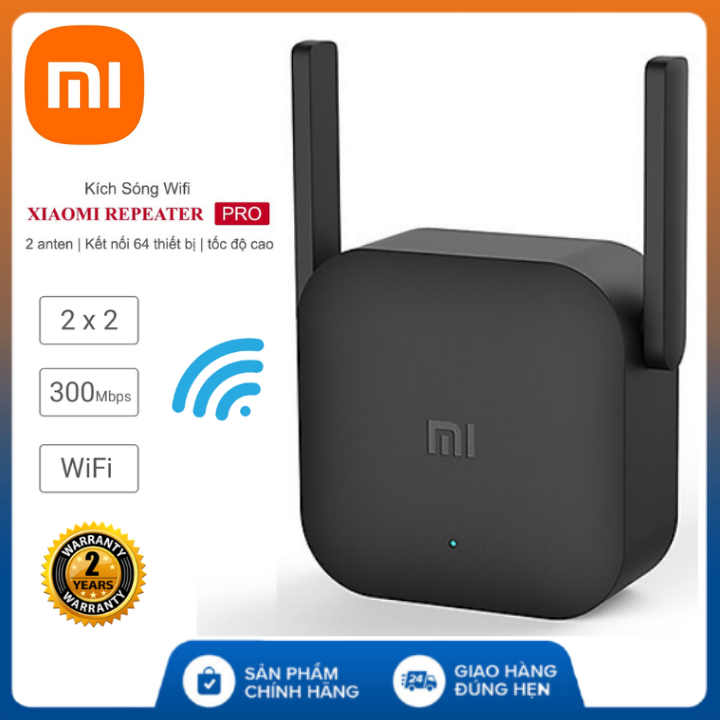 mi
Kích Sóng Wifi
XIAOMI REPEATER PRO
2 anten | Kết nối 64 thiết bị | tốc độ cao
2 x 2
300Mbps
WiFi
WARRANTY
2
YEARS
WARRANTY
mi
SẢN PHẨM
CHÍNH HÃNG
24
GIAO HÀNG
ĐÚNG HẸN